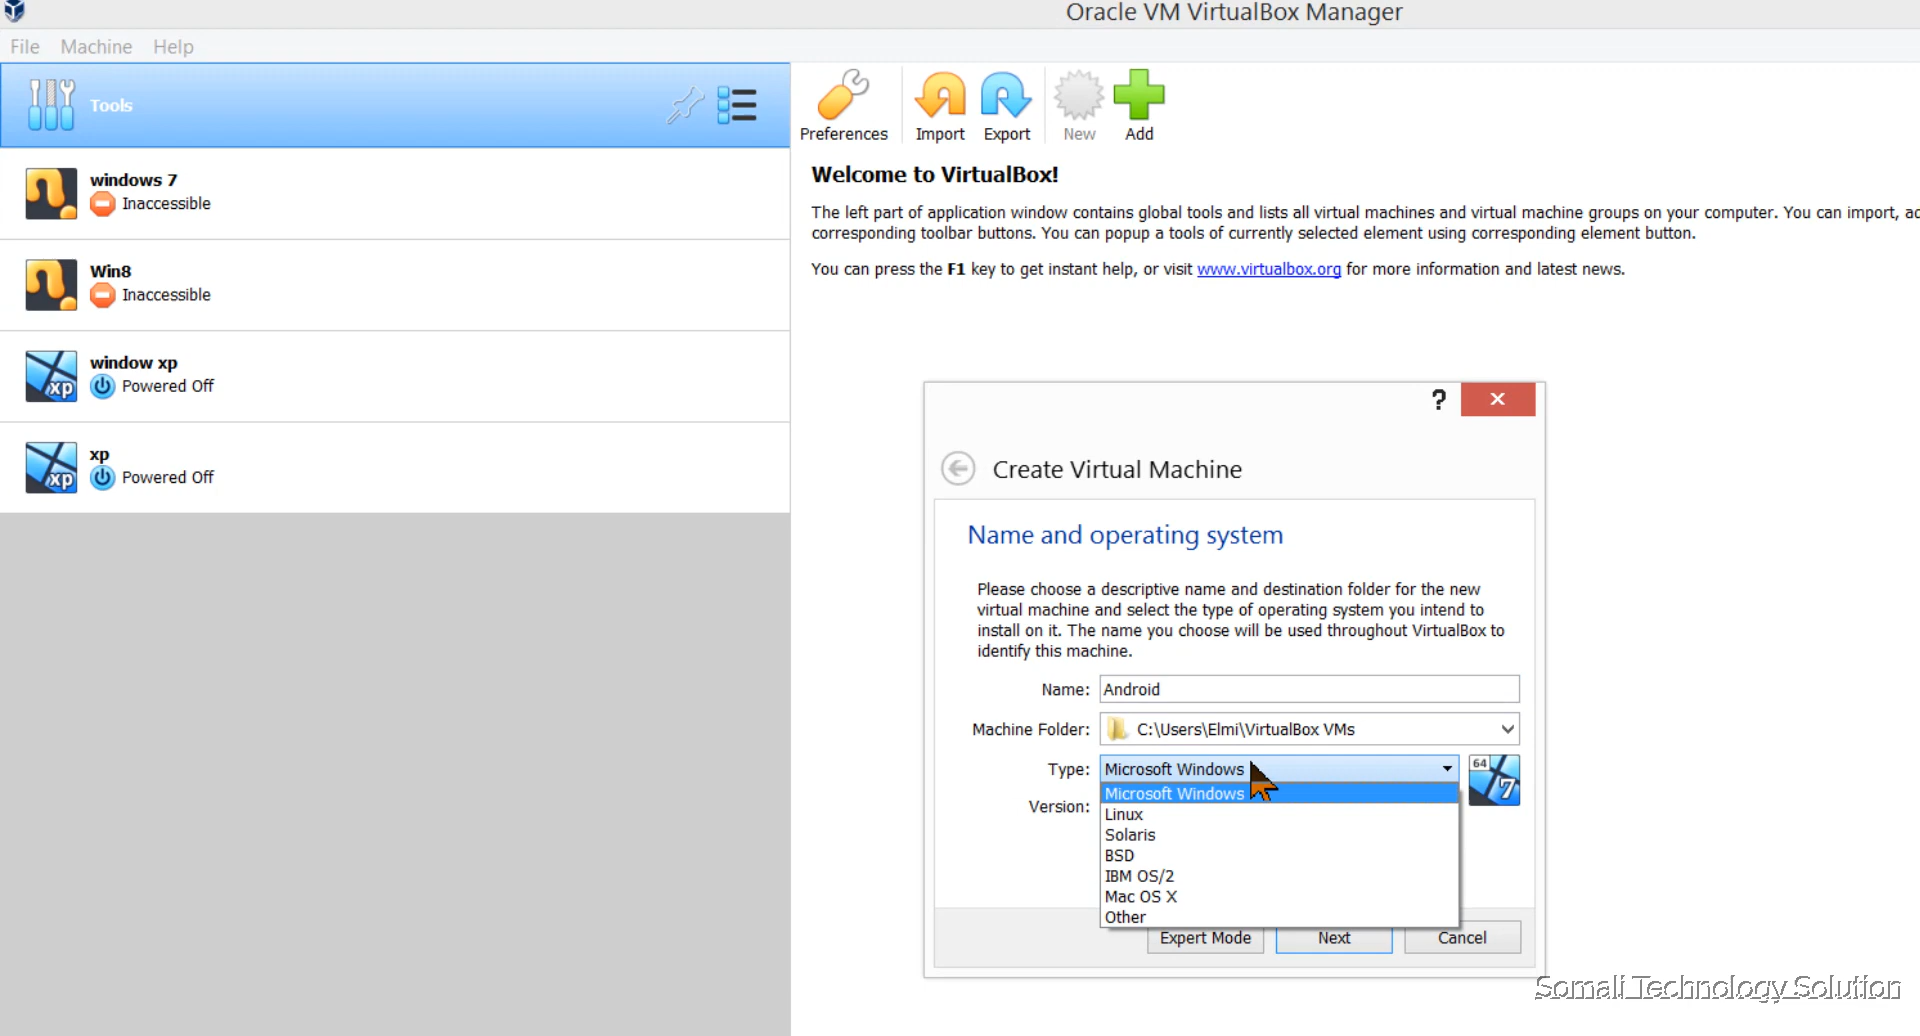 Oracle VM VirtualBox Manager
File Machine Help
Tools
windows 7
Inaccessible
Win8
Inaccessible
window xp
Powered Off
xp
Powered Off
xp
xp
Preferences Import Export New Add
Welcome to VirtualBox!
The left part of application window contains global tools and lists all virtual machines and virtual machine groups on your computer. You can import, ac
corresponding toolbar buttons. You can popup a tools of currently selected element using corresponding element button.
You can press the F1 key to get instant help, or visit www.virtualbox.org for more information and latest news.
?
Create Virtual Machine
Name and operating system
Please choose a descriptive name and destination folder for the new
virtual machine and select the type of operating system you intend to
install on it. The name you choose will be used throughout VirtualBox to
identify this machine.
Name: Android
Machine Folder: C:\Users\Elmi\VirtualBox VMs
Type: Microsoft Windows
64
7
Version:
Microsoft Windows
Linux
Solaris
BSD
IBM OS/2
Mac OS X
Other
Expert Mode Next Cancel
Somali Technology Solution